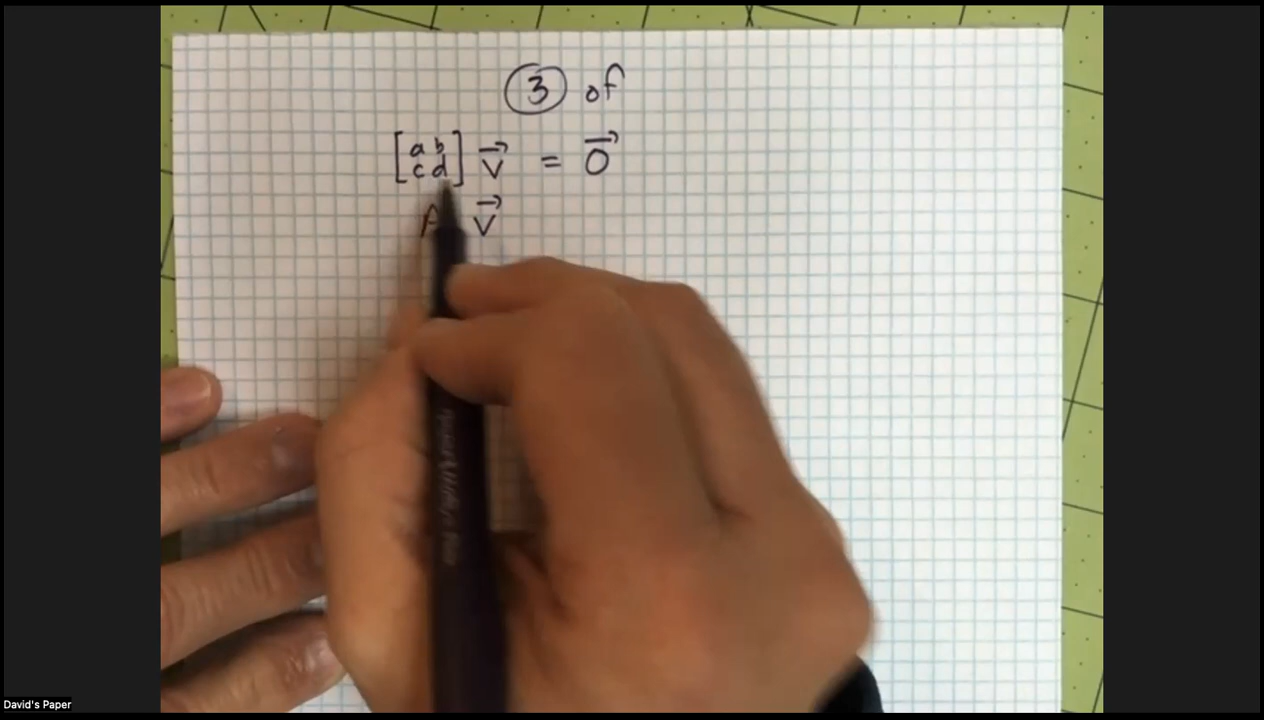 3 of
[a b
c d] v⃗ = 0⃗
A v⃗
David's Paper